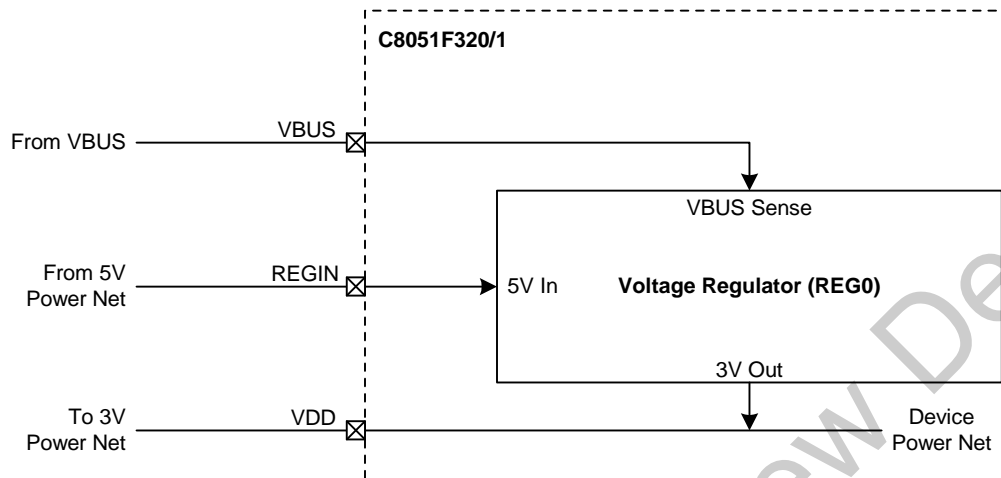 C8051F320/1
From VBUS
VBUS
VBUS Sense
From 5V
Power Net
REGIN
5V In
Voltage Regulator (REG0)
3V Out
To 3V
Power Net
VDD
Device
Power Net